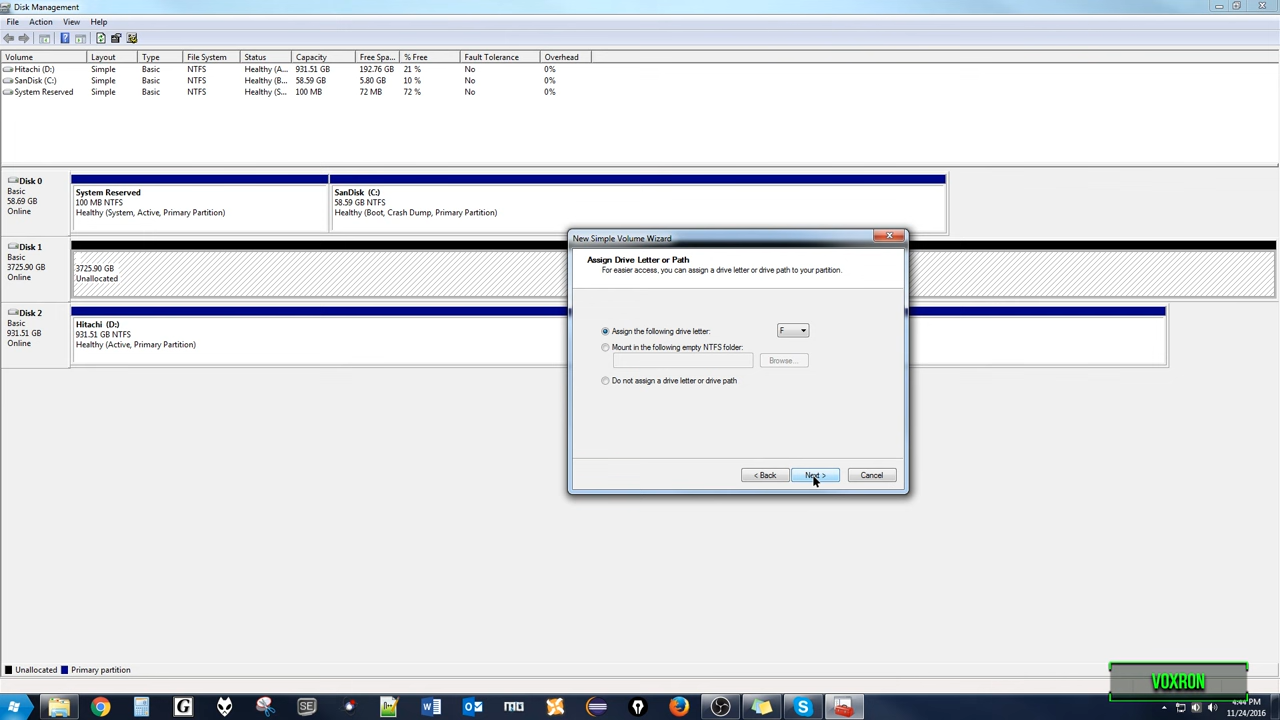 Disk Management
File Action View Help
Volume Layout Type File System Status Capacity Free Spa... % Free Fault Tolerance Overhead
Hitachi (D:) Simple Basic NTFS Healthy (A... 931.51 GB 192.76 GB 21 % No 0%
SanDisk (C:) Simple Basic NTFS Healthy (B... 58.59 GB 5.80 GB 10 % No 0%
System Reserved Simple Basic NTFS Healthy (S... 100 MB 72 MB 72 % No 0%
Disk 0
Basic
58.69 GB
Online
System Reserved
100 MB NTFS
Healthy (System, Active, Primary Partition)
SanDisk (C:)
58.59 GB NTFS
Healthy (Boot, Crash Dump, Primary Partition)
Disk 1
Basic
3725.90 GB
Online
3725.90 GB
Unallocated
Disk 2
Basic
931.51 GB
Online
Hitachi (D:)
931.51 GB NTFS
Healthy (Active, Primary Partition)
New Simple Volume Wizard
Assign Drive Letter or Path
For easier access, you can assign a drive letter or drive path to your partition.
Assign the following drive letter: F
Mount in the following empty NTFS folder:
Browse...
Do not assign a drive letter or drive path
< Back Next > Cancel
Unallocated Primary partition
VOXRON
4:44 PM
11/24/2016